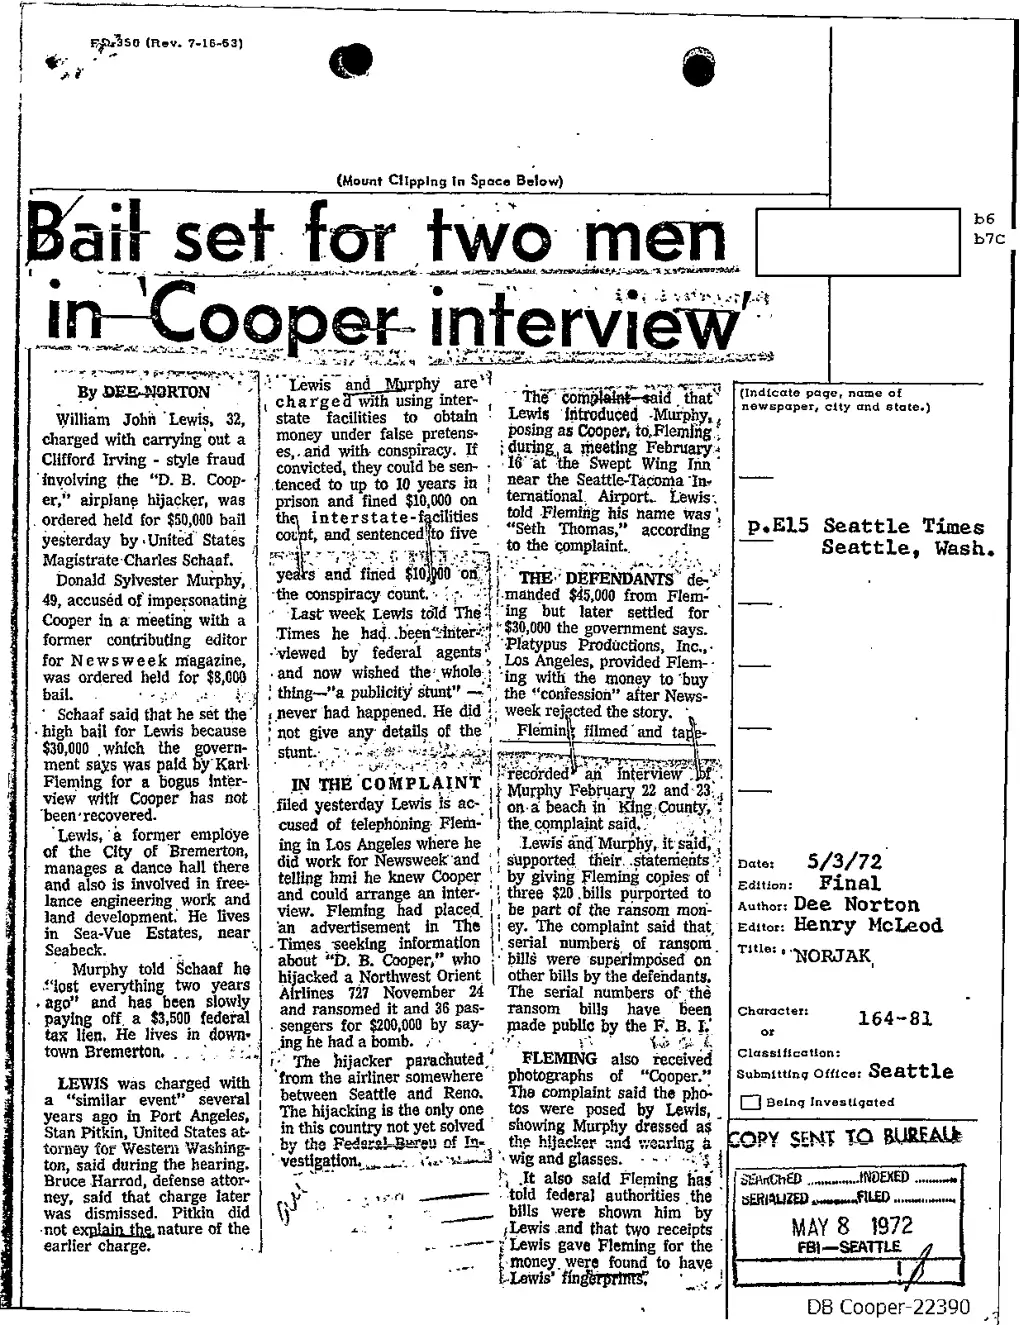 FD-350 (Rev. 7-16-63)
(Mount Clipping in Space Below)
Bail set for two men
in 'Cooper interview'
b6
b7C
By DEE NORTON
William John Lewis, 32,
charged with carrying out a
Clifford Irving - style fraud
involving the "D. B. Coop-
er," airplane hijacker, was
ordered held for $50,000 bail
yesterday by United States
Magistrate Charles Schaaf.
Donald Sylvester Murphy,
49, accused of impersonating
Cooper in a meeting with a
former contributing editor
for Newsweek magazine,
was ordered held for $8,000
bail.
Schaaf said that he set the
high bail for Lewis because
$30,000 which the govern-
ment says was paid by Karl
Fleming for a bogus inter-
view with Cooper has not
been recovered.
Lewis, a former employe
of the City of Bremerton,
manages a dance hall there
and also is involved in free-
lance engineering work and
land development. He lives
in Sea-Vue Estates, near
Seabeck.
Murphy told Schaaf he
"lost everything two years
ago" and has been slowly
paying off a $3,500 federal
tax lien. He lives in down-
town Bremerton.
LEWIS was charged with
a "similar event" several
years ago in Port Angeles,
Stan Pitkin, United States at-
torney for Western Washing-
ton, said during the hearing.
Bruce Harrod, defense attor-
ney, said that charge later
was dismissed. Pitkin did
not explain the nature of the
earlier charge.
Lewis and Murphy are
charged with using inter-
state facilities to obtain
money under false pretens-
es, and with conspiracy. If
convicted, they could be sen-
tenced to up to 10 years in
prison and fined $10,000 on
the interstate-facilities
count, and sentenced to five
years and fined $10,000 on
the conspiracy count.
Last week Lewis told The
Times he had been inter-
viewed by federal agents
and now wished the whole
thing—"a publicity stunt" —
never had happened. He did
not give any details of the
stunt.
IN THE COMPLAINT
filed yesterday Lewis is ac-
cused of telephoning Flem-
ing in Los Angeles where he
did work for Newsweek and
telling hmi he knew Cooper
and could arrange an inter-
view. Fleming had placed
an advertisement in The
Times seeking information
about "D. B. Cooper," who
hijacked a Northwest Orient
Airlines 727 November 24
and ransomed it and 36 pas-
sengers for $200,000 by say-
ing he had a bomb.
The hijacker parachuted
from the airliner somewhere
between Seattle and Reno.
The hijacking is the only one
in this country not yet solved
by the Federal Bureu of In-
vestigation.
The complaint said that
Lewis introduced Murphy,
posing as Cooper, to Fleming
during a meeting February
16 at the Swept Wing Inn
near the Seattle-Tacoma In-
ternational Airport. Lewis
told Fleming his name was
"Seth Thomas," according
to the complaint.
THE DEFENDANTS de-
manded $45,000 from Flem-
ing but later settled for
$30,000 the government says.
Platypus Productions, Inc.,
Los Angeles, provided Flem-
ing with the money to buy
the "confession" after News-
week rejected the story.
Fleming filmed and tape-
recorded an interview of
Murphy February 22 and 23
on a beach in King County,
the complaint said.
Lewis and Murphy, it said,
supported their statements
by giving Fleming copies of
three $20 bills purported to
be part of the ransom mon-
ey. The complaint said that
serial numbers of ransom
bills were superimposed on
other bills by the defendants.
The serial numbers of the
ransom bills have been
made public by the F. B. I.
FLEMING also received
photographs of "Cooper."
The complaint said the pho-
tos were posed by Lewis,
showing Murphy dressed as
the hijacker and wearing a
wig and glasses.
It also said Fleming has
told federal authorities the
bills were shown him by
Lewis and that two receipts
Lewis gave Fleming for the
money were found to have
Lewis' fingerprints.
(Indicate page, name of
newspaper, city and state.)
p.E15 Seattle Times
Seattle, Wash.
Date: 5/3/72
Edition: Final
Author: Dee Norton
Editor: Henry McLeod
Title: NORJAK
Character: 164-81
or
Classification:
Submitting Office: Seattle
Being Investigated
COPY SENT TO BUREAU
SEARCHED INDEXED
SERIALIZED FILED
MAY 8 1972
FBI—SEATTLE
DB Cooper-22390